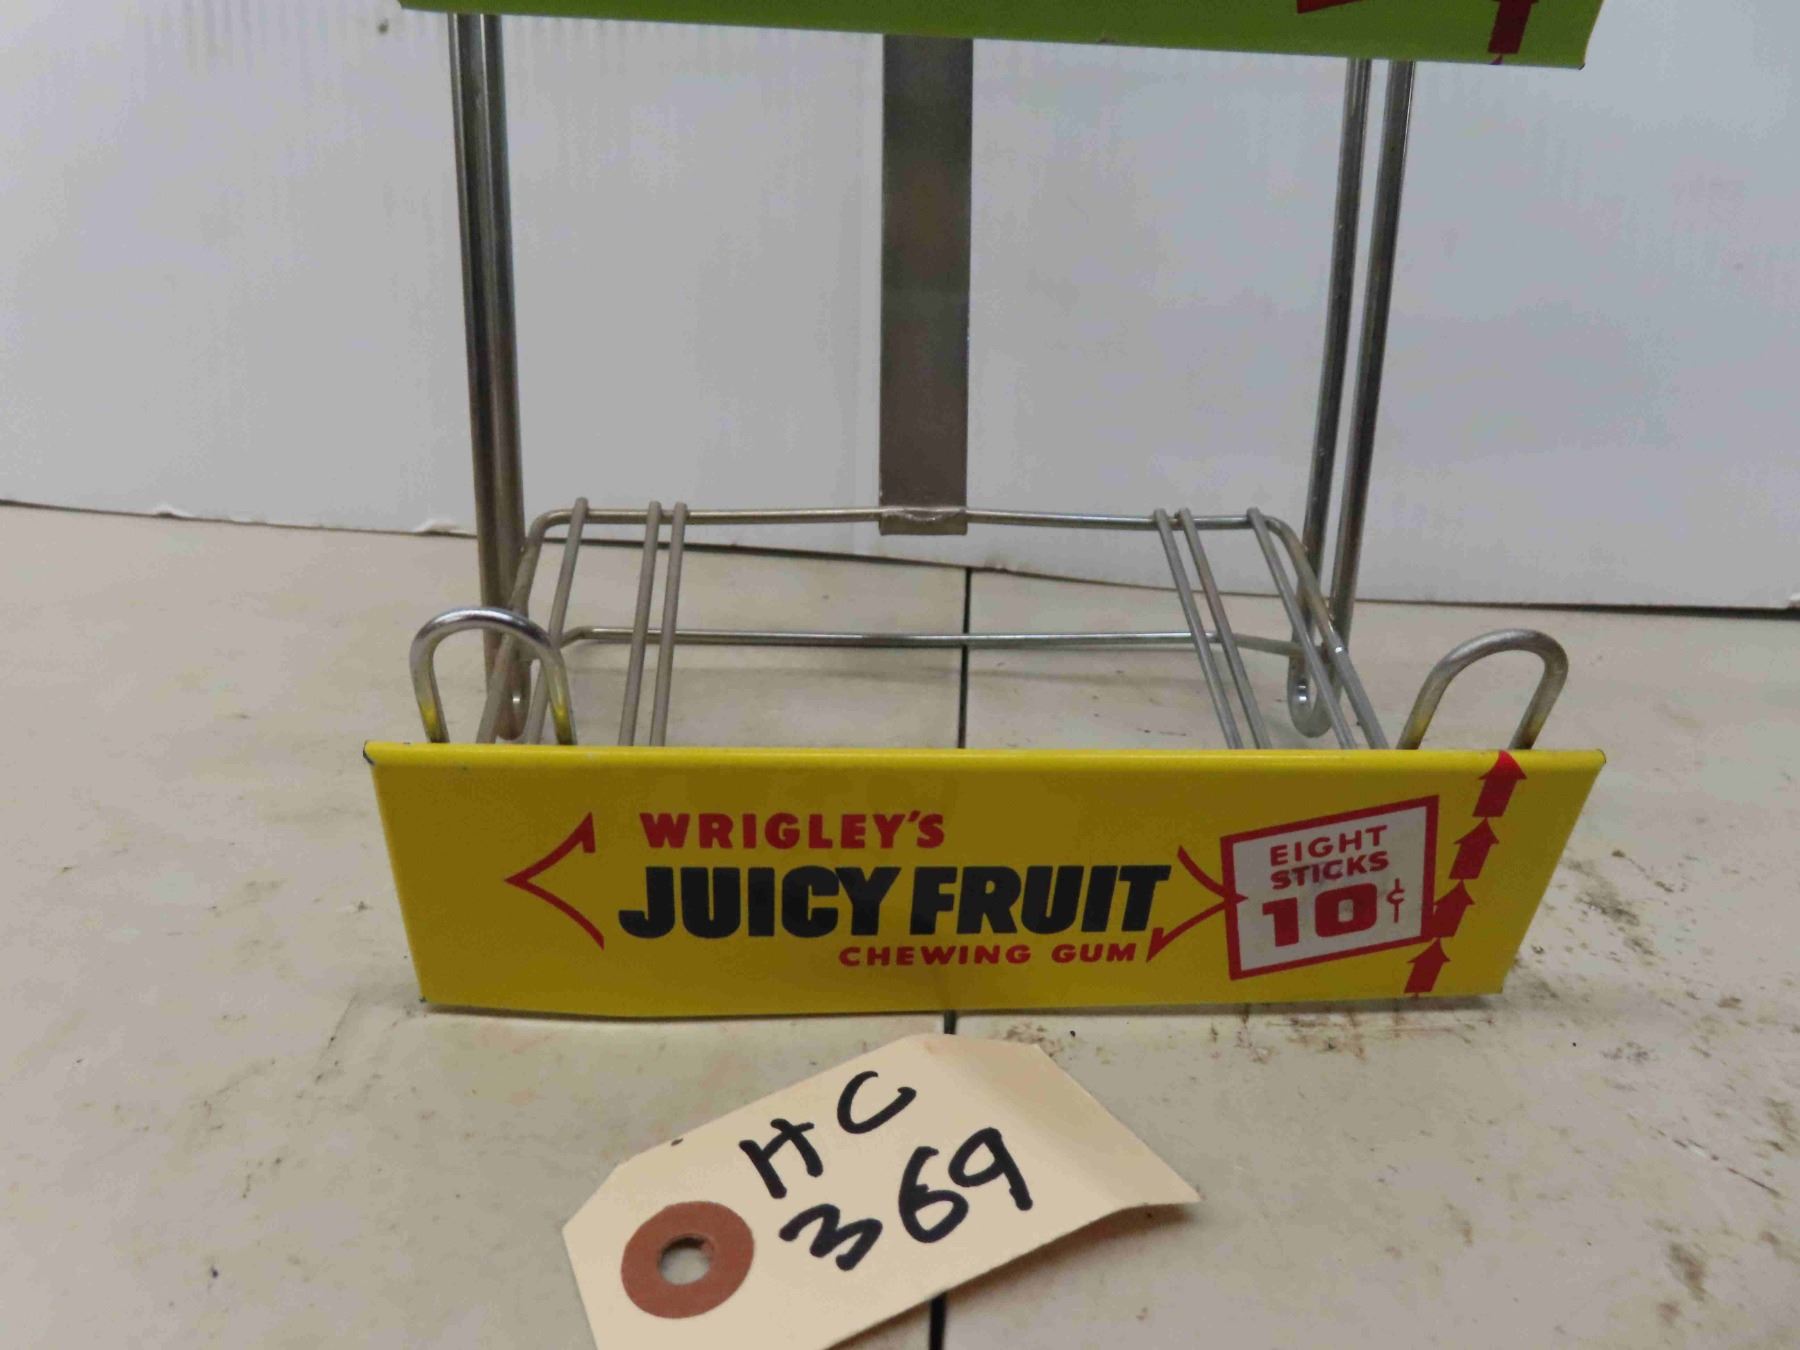 WRIGLEY'S
JUICY FRUIT
CHEWING GUM
EIGHT
STICKS
10¢
HC
369